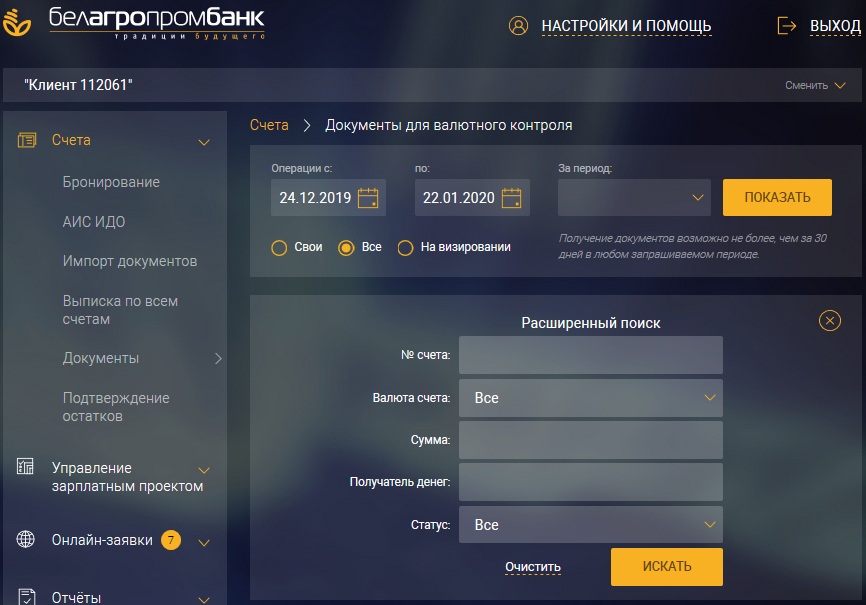 белАГРОпромбанк
традиции будущего
НАСТРОЙКИ И ПОМОЩЬ
ВЫХОД
"Клиент 112061"
Сменить
Счета
Бронирование
АИС ИДО
Импорт документов
Выписка по всем
счетам
Документы
Подтверждение
остатков
Управление
зарплатным проектом
Онлайн-заявки 7
Отчёты
Счета > Документы для валютного контроля
Операции с: по: За период:
24.12.2019 22.01.2020 ПОКАЗАТЬ
Свои Все На визировании
Получение документов возможно не более, чем за 30
дней в любом запрашиваемом периоде.
Расширенный поиск
№ счета:
Валюта счета: Все
Сумма:
Получатель денег:
Статус: Все
Очистить ИСКАТЬ